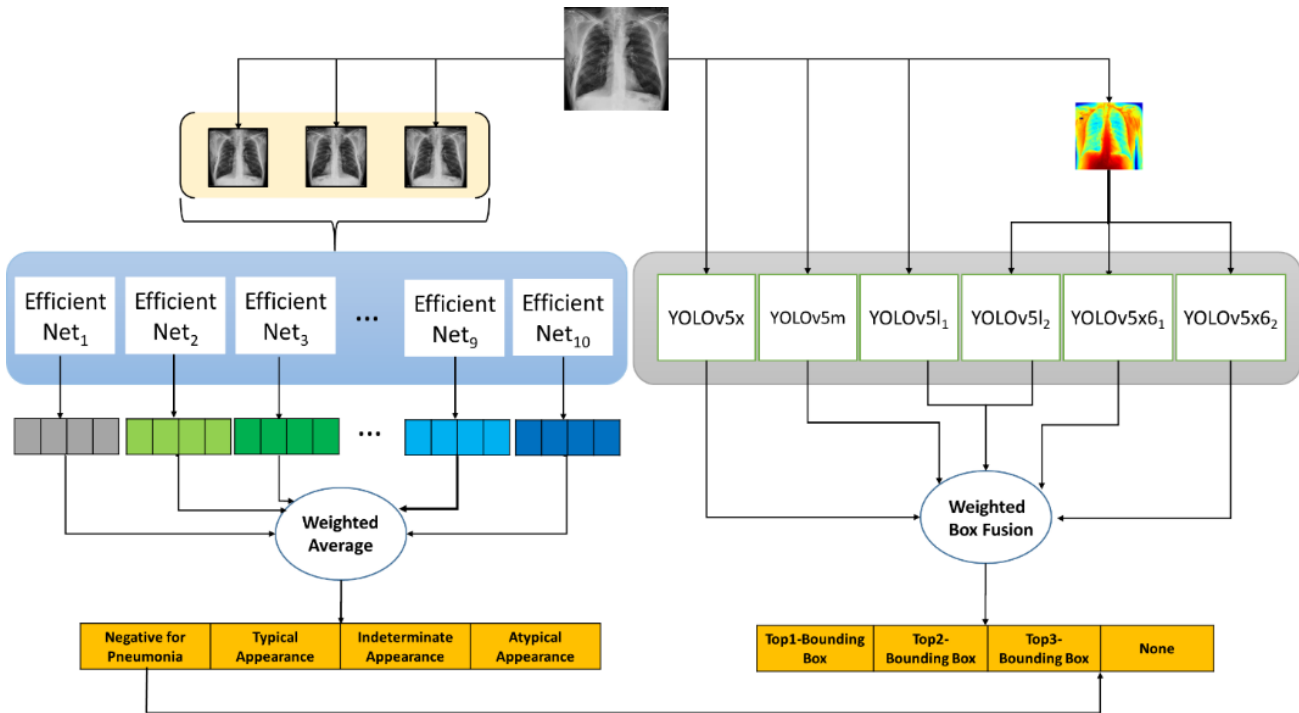 Efficient
Net₁
Efficient
Net₂
Efficient
Net₃
...
Efficient
Net₉
Efficient
Net₁₀
YOLOv5x
YOLOv5m
YOLOv5l₁
YOLOv5l₂
YOLOv5x6₁
YOLOv5x6₂
...
Weighted
Average
Weighted
Box Fusion
Negative for
Pneumonia
Typical
Appearance
Indeterminate
Appearance
Atypical
Appearance
Top1-Bounding
Box
Top2-
Bounding Box
Top3-
Bounding Box
None